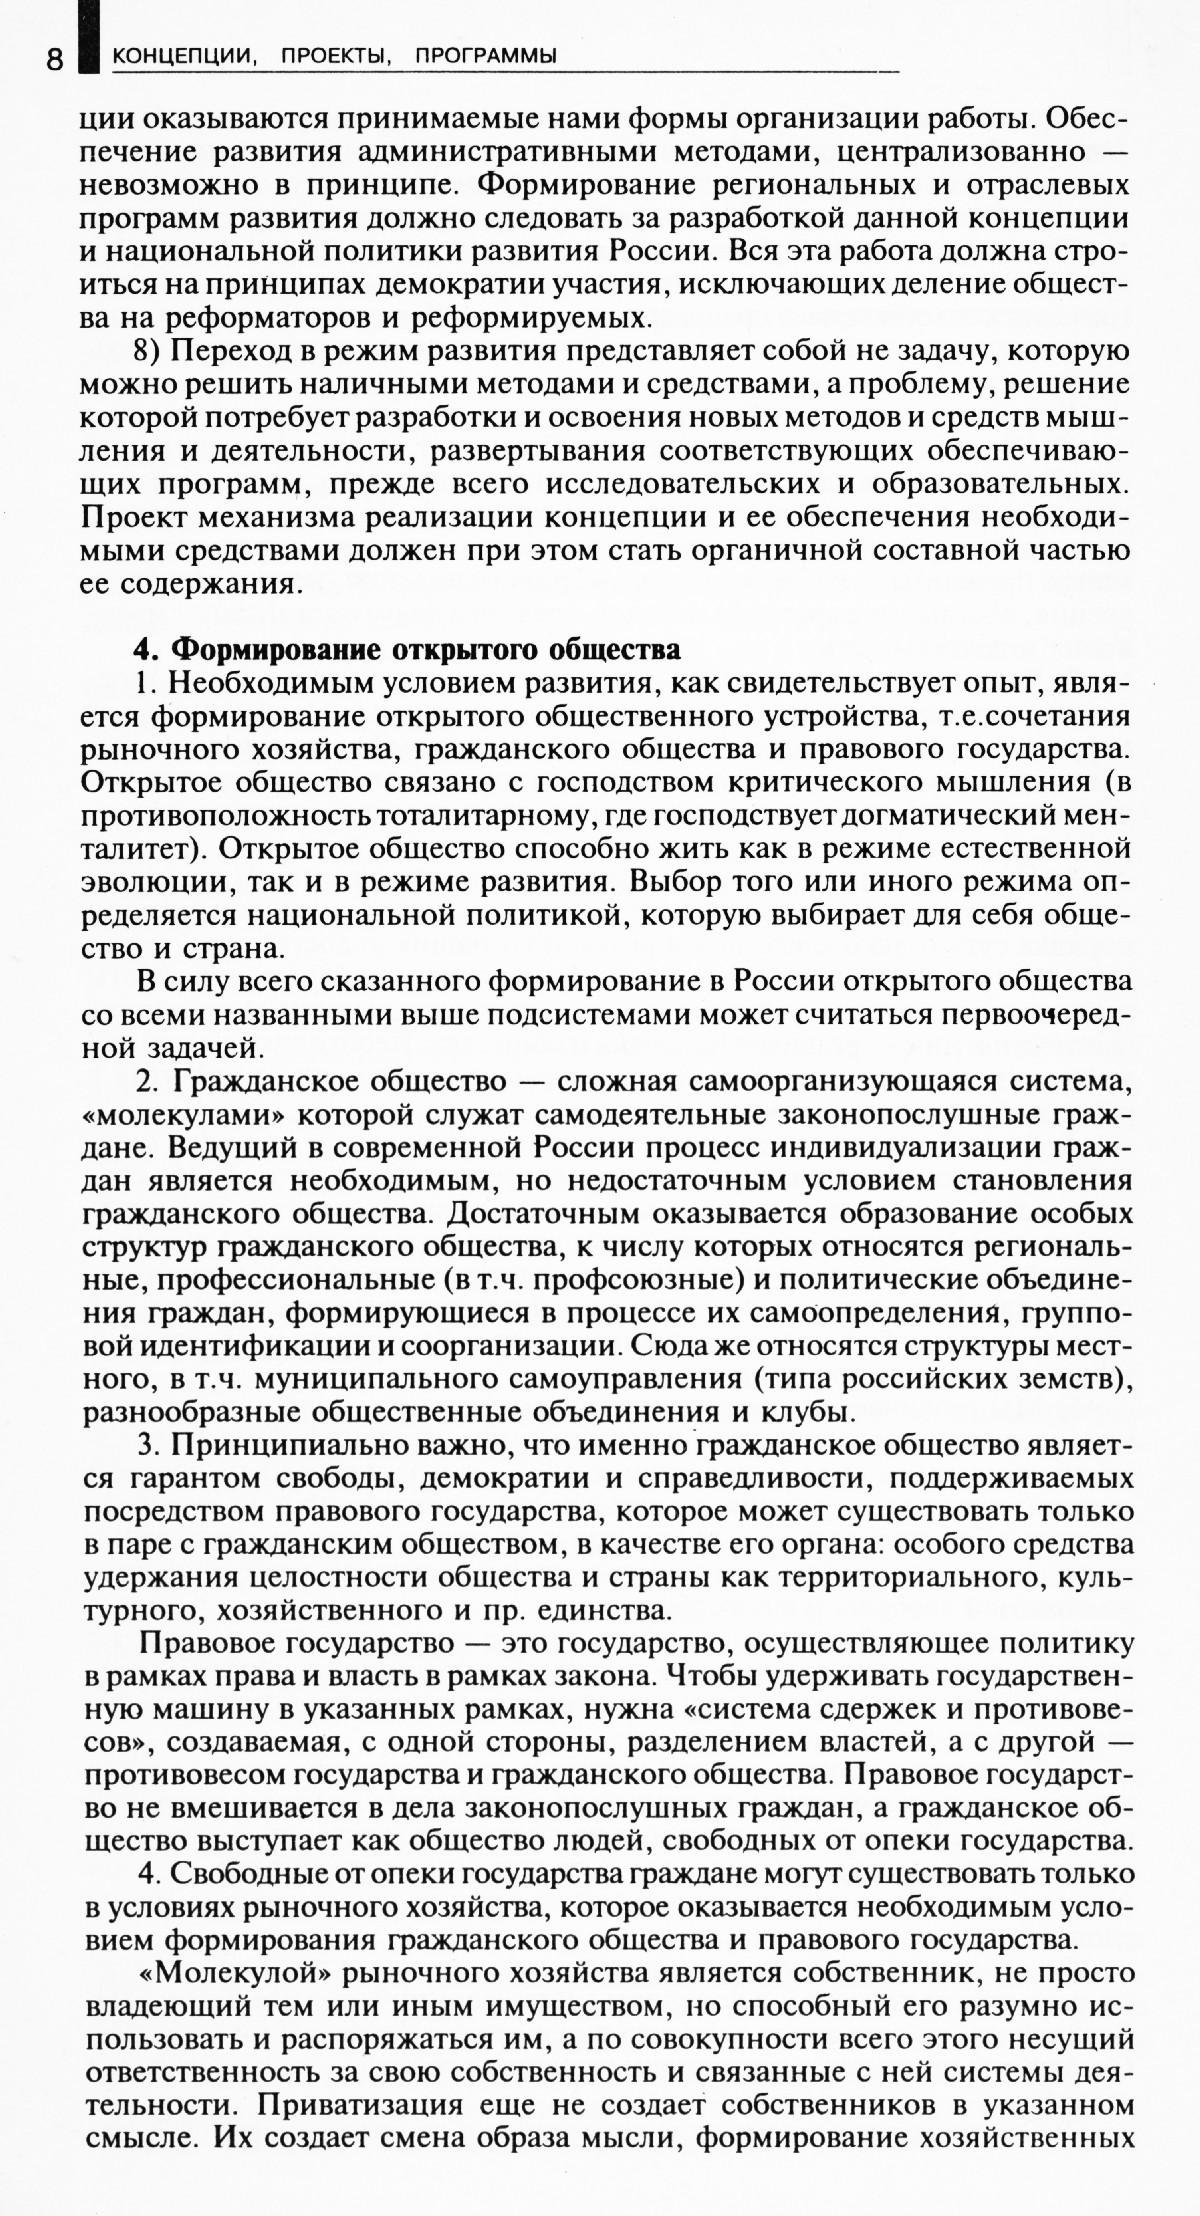 8
КОНЦЕПЦИИ, ПРОЕКТЫ, ПРОГРАММЫ
ции оказываются принимаемые нами формы организации работы. Обес-
печение развития административными методами, централизованно —
невозможно в принципе. Формирование региональных и отраслевых
программ развития должно следовать за разработкой данной концепции
и национальной политики развития России. Вся эта работа должна стро-
иться на принципах демократии участия, исключающих деление общест-
ва на реформаторов и реформируемых.
8) Переход в режим развития представляет собой не задачу, которую
можно решить наличными методами и средствами, а проблему, решение
которой потребует разработки и освоения новых методов и средств мыш-
ления и деятельности, развертывания соответствующих обеспечиваю-
щих программ, прежде всего исследовательских и образовательных.
Проект механизма реализации концепции и ее обеспечения необходи-
мыми средствами должен при этом стать органичной составной частью
ее содержания.
4. Формирование открытого общества
1. Необходимым условием развития, как свидетельствует опыт, явля-
ется формирование открытого общественного устройства, т.е.сочетания
рыночного хозяйства, гражданского общества и правового государства.
Открытое общество связано с господством критического мышления (в
противоположность тоталитарному, где господствует догматический мен-
талитет). Открытое общество способно жить как в режиме естественной
эволюции, так и в режиме развития. Выбор того или иного режима оп-
ределяется национальной политикой, которую выбирает для себя обще-
ство и страна.
В силу всего сказанного формирование в России открытого общества
со всеми названными выше подсистемами может считаться первоочеред-
ной задачей.
2. Гражданское общество — сложная самоорганизующаяся система,
«молекулами» которой служат самодеятельные законопослушные граж-
дане. Ведущий в современной России процесс индивидуализации граж-
дан является необходимым, но недостаточным условием становления
гражданского общества. Достаточным оказывается образование особых
структур гражданского общества, к числу которых относятся региональ-
ные, профессиональные (в т.ч. профсоюзные) и политические объедине-
ния граждан, формирующиеся в процессе их самоопределения, группо-
вой идентификации и соорганизации. Сюда же относятся структуры мест-
ного, в т.ч. муниципального самоуправления (типа российских земств),
разнообразные общественные объединения и клубы.
3. Принципиально важно, что именно гражданское общество являет-
ся гарантом свободы, демократии и справедливости, поддерживаемых
посредством правового государства, которое может существовать только
в паре с гражданским обществом, в качестве его органа: особого средства
удержания целостности общества и страны как территориального, куль-
турного, хозяйственного и пр. единства.
Правовое государство — это государство, осуществляющее политику
в рамках права и власть в рамках закона. Чтобы удерживать государствен-
ную машину в указанных рамках, нужна «система сдержек и противове-
сов», создаваемая, с одной стороны, разделением властей, а с другой —
противовесом государства и гражданского общества. Правовое государст-
во не вмешивается в дела законопослушных граждан, а гражданское об-
щество выступает как общество людей, свободных от опеки государства.
4. Свободные от опеки государства граждане могут существовать только
в условиях рыночного хозяйства, которое оказывается необходимым усло-
вием формирования гражданского общества и правового государства.
«Молекулой» рыночного хозяйства является собственник, не просто
владеющий тем или иным имуществом, но способный его разумно ис-
пользовать и распоряжаться им, а по совокупности всего этого несущий
ответственность за свою собственность и связанные с ней системы дея-
тельности. Приватизация еще не создает собственников в указанном
смысле. Их создает смена образа мысли, формирование хозяйственных